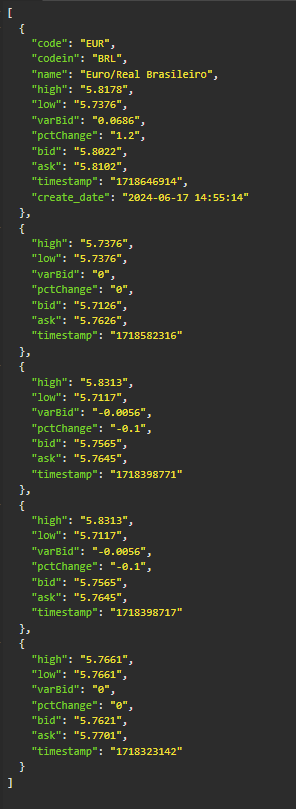 [
{
"code": "EUR",
"codein": "BRL",
"name": "Euro/Real Brasileiro",
"high": "5.8178",
"low": "5.7376",
"varBid": "0.0686",
"pctChange": "1.2",
"bid": "5.8022",
"ask": "5.8102",
"timestamp": "1718646914",
"create_date": "2024-06-17 14:55:14"
},
{
"high": "5.7376",
"low": "5.7376",
"varBid": "0",
"pctChange": "0",
"bid": "5.7126",
"ask": "5.7626",
"timestamp": "1718582316"
},
{
"high": "5.8313",
"low": "5.7117",
"varBid": "-0.0056",
"pctChange": "-0.1",
"bid": "5.7565",
"ask": "5.7645",
"timestamp": "1718398771"
},
{
"high": "5.8313",
"low": "5.7117",
"varBid": "-0.0056",
"pctChange": "-0.1",
"bid": "5.7565",
"ask": "5.7645",
"timestamp": "1718398717"
},
{
"high": "5.7661",
"low": "5.7661",
"varBid": "0",
"pctChange": "0",
"bid": "5.7621",
"ask": "5.7701",
"timestamp": "1718323142"
}
]